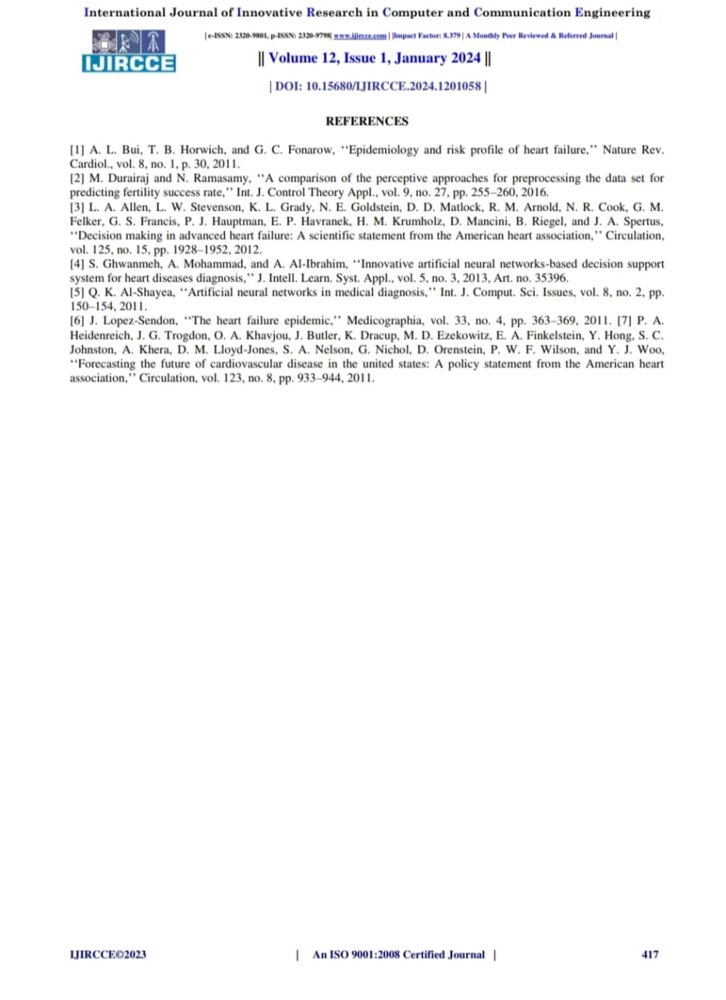 International Journal of Innovative Research in Computer and Communication Engineering
|e-ISSN: 2320-9801, p-ISSN: 2320-9798| www.ijircce.com | |Impact Factor: 8.379 | A Monthly Peer Reviewed & Referred Journal |
IJIRCCE
|| Volume 12, Issue 1, January 2024 ||
| DOI: 10.15680/IJIRCCE.2024.1201058 |
REFERENCES
[1] A. L. Bui, T. B. Horwich, and G. C. Fonarow, ‘‘Epidemiology and risk profile of heart failure,’’ Nature Rev.
Cardiol., vol. 8, no. 1, p. 30, 2011.
[2] M. Durairaj and N. Ramasamy, ‘‘A comparison of the perceptive approaches for preprocessing the data set for
predicting fertility success rate,’’ Int. J. Control Theory Appl., vol. 9, no. 27, pp. 255–260, 2016.
[3] L. A. Allen, L. W. Stevenson, K. L. Grady, N. E. Goldstein, D. D. Matlock, R. M. Arnold, N. R. Cook, G. M.
Felker, G. S. Francis, P. J. Hauptman, E. P. Havranek, H. M. Krumholz, D. Mancini, B. Riegel, and J. A. Spertus,
‘‘Decision making in advanced heart failure: A scientific statement from the American heart association,’’ Circulation,
vol. 125, no. 15, pp. 1928–1952, 2012.
[4] S. Ghwanmeh, A. Mohammad, and A. Al-Ibrahim, ‘‘Innovative artificial neural networks-based decision support
system for heart diseases diagnosis,’’ J. Intell. Learn. Syst. Appl., vol. 5, no. 3, 2013, Art. no. 35396.
[5] Q. K. Al-Shayea, ‘‘Artificial neural networks in medical diagnosis,’’ Int. J. Comput. Sci. Issues, vol. 8, no. 2, pp.
150–154, 2011.
[6] J. Lopez-Sendon, ‘‘The heart failure epidemic,’’ Medicographia, vol. 33, no. 4, pp. 363–369, 2011. [7] P. A.
Heidenreich, J. G. Trogdon, O. A. Khavjou, J. Butler, K. Dracup, M. D. Ezekowitz, E. A. Finkelstein, Y. Hong, S. C.
Johnston, A. Khera, D. M. Lloyd-Jones, S. A. Nelson, G. Nichol, D. Orenstein, P. W. F. Wilson, and Y. J. Woo,
‘‘Forecasting the future of cardiovascular disease in the united states: A policy statement from the American heart
association,’’ Circulation, vol. 123, no. 8, pp. 933–944, 2011.
IJIRCCE©2023 | An ISO 9001:2008 Certified Journal | 417